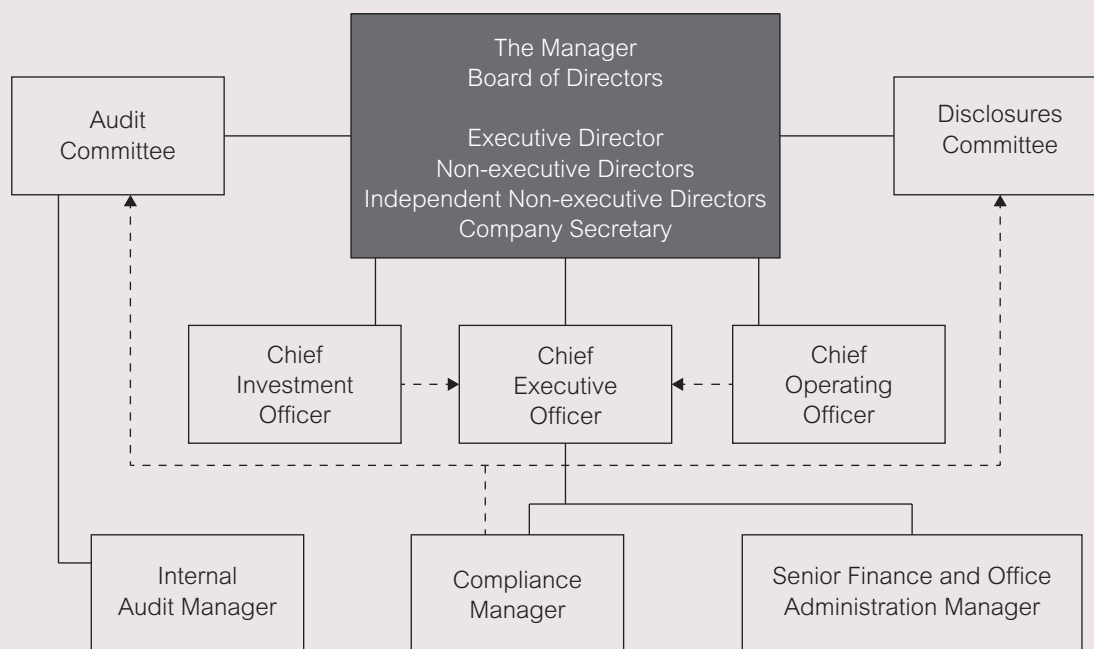 The Manager
Board of Directors
Executive Director
Non-executive Directors
Independent Non-executive Directors
Company Secretary
Audit
Committee
Disclosures
Committee
Chief
Investment
Officer
Chief
Executive
Officer
Chief
Operating
Officer
Internal
Audit Manager
Compliance
Manager
Senior Finance and Office
Administration Manager